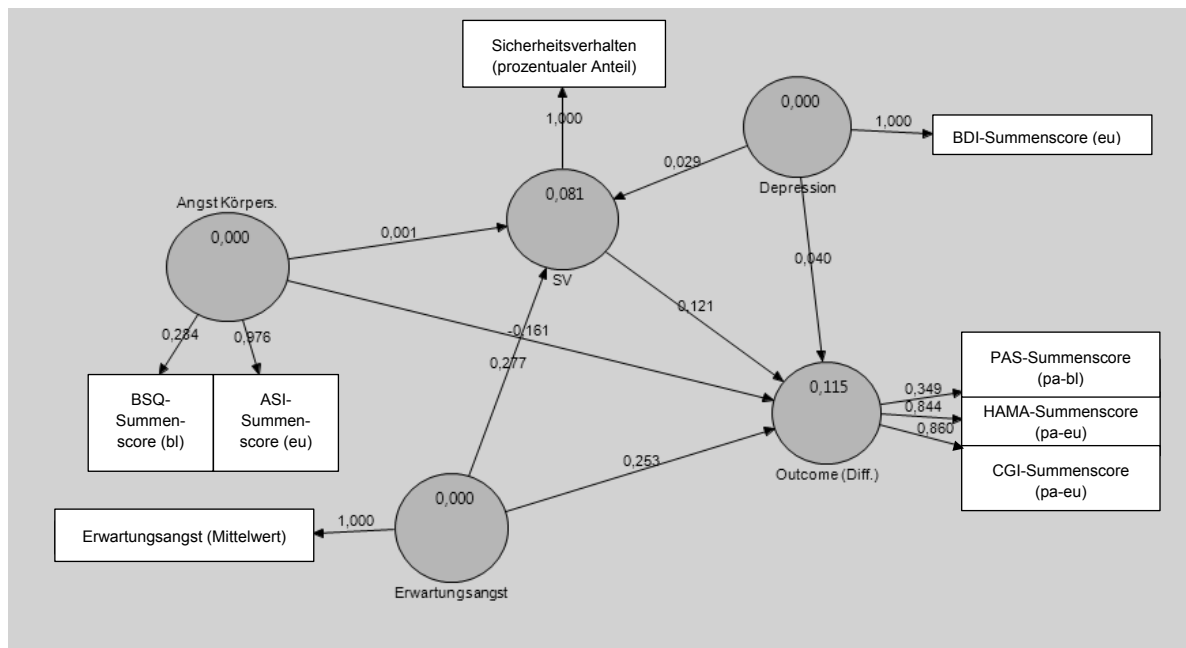 Sicherheitsverhalten
(prozentualer Anteil)
1,000
0,000
1,000
BDI-Summenscore (eu)
0,029
Depression
Angst Körpers.
0,081
0,000
0,001
SV
0,040
0,121
-0,161
0,284
0,976
0,277
BSQ-
Summen-
score (bl)
ASI-
Summen-
score (eu)
0,115
0,349
0,844
0,860
PAS-Summenscore
(pa-bl)
HAMA-Summenscore
(pa-eu)
CGI-Summenscore
(pa-eu)
Outcome (Diff.)
0,253
0,000
1,000
Erwartungsangst (Mittelwert)
Erwartungsangst